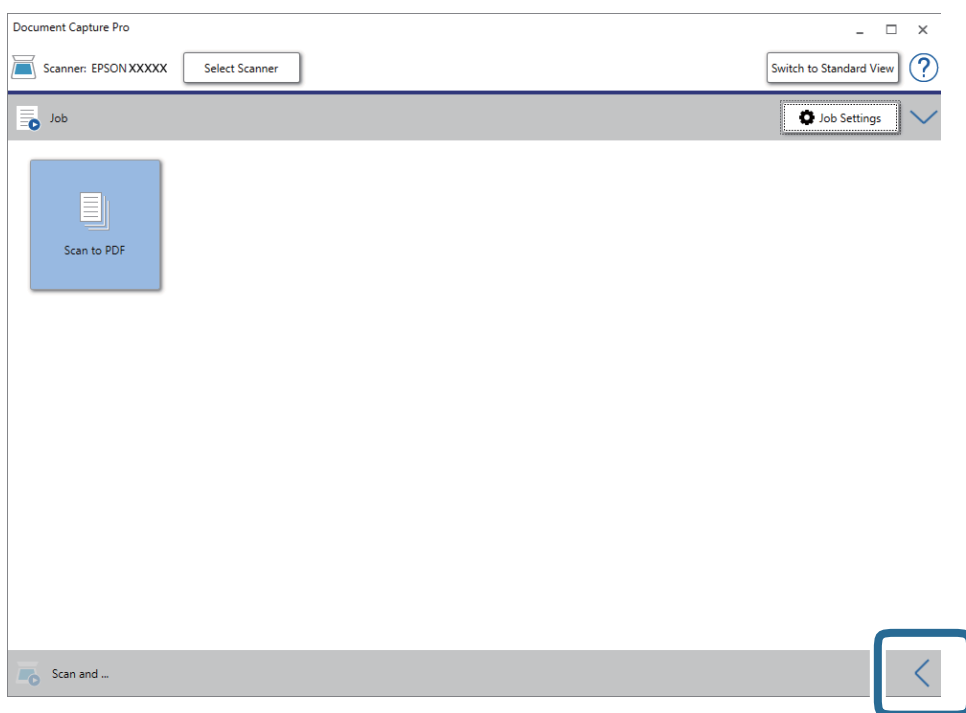 Document Capture Pro
Scanner: EPSON XXXXX Select Scanner Switch to Standard View ?
Job Job Settings
Scan to PDF
Scan and ...